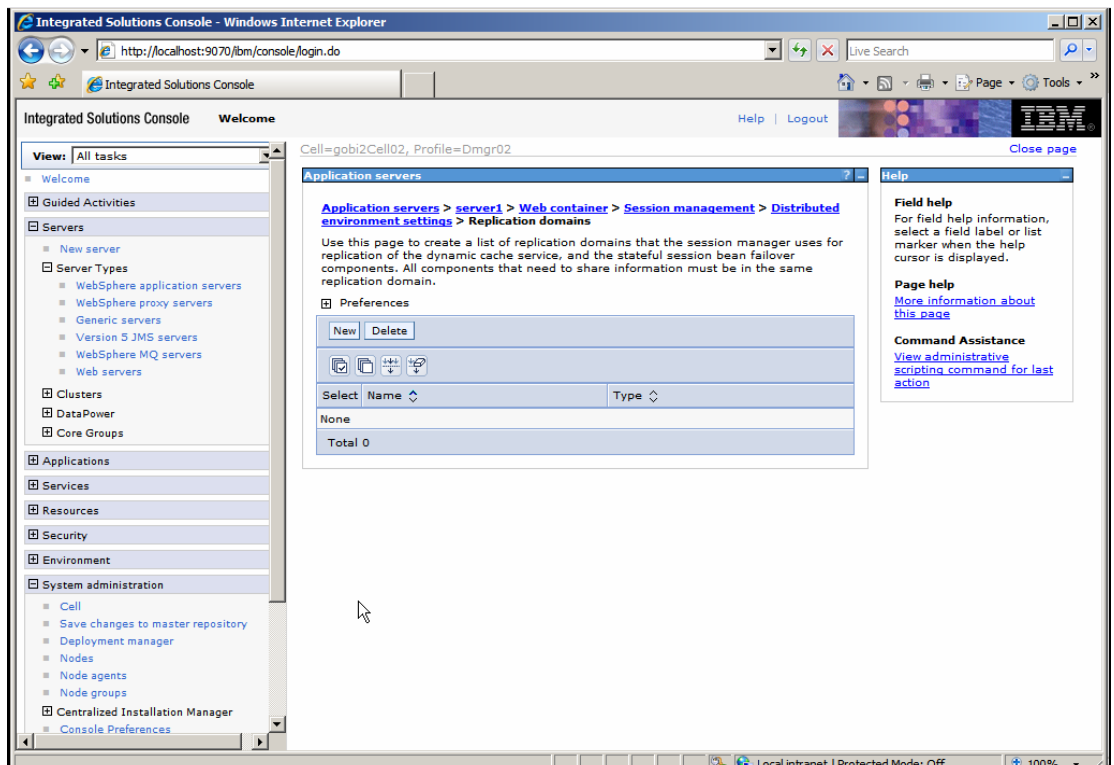 Integrated Solutions Console - Windows Internet Explorer
http://localhost:9070/ibm/console/login.do
Live Search
Integrated Solutions Console
Page
Tools
Integrated Solutions Console Welcome
Help | Logout
IBM
View: All tasks
Welcome
Guided Activities
Servers
New server
Server Types
WebSphere application servers
WebSphere proxy servers
Generic servers
Version 5 JMS servers
WebSphere MQ servers
Web servers
Clusters
DataPower
Core Groups
Applications
Services
Resources
Security
Environment
System administration
Cell
Save changes to master repository
Deployment manager
Nodes
Node agents
Node groups
Centralized Installation Manager
Console Preferences
Cell=gobi2Cell02, Profile=Dmgr02
Close page
Application servers
Application servers > server1 > Web container > Session management > Distributed
environment settings > Replication domains
Use this page to create a list of replication domains that the session manager uses for
replication of the dynamic cache service, and the stateful session bean failover
components. All components that need to share information must be in the same
replication domain.
Preferences
New Delete
Select Name Type
None
Total 0
Help
Field help
For field help information,
select a field label or list
marker when the help
cursor is displayed.
Page help
More information about
this page
Command Assistance
View administrative
scripting command for last
action
Local intranet | Protected Mode: Off
100%